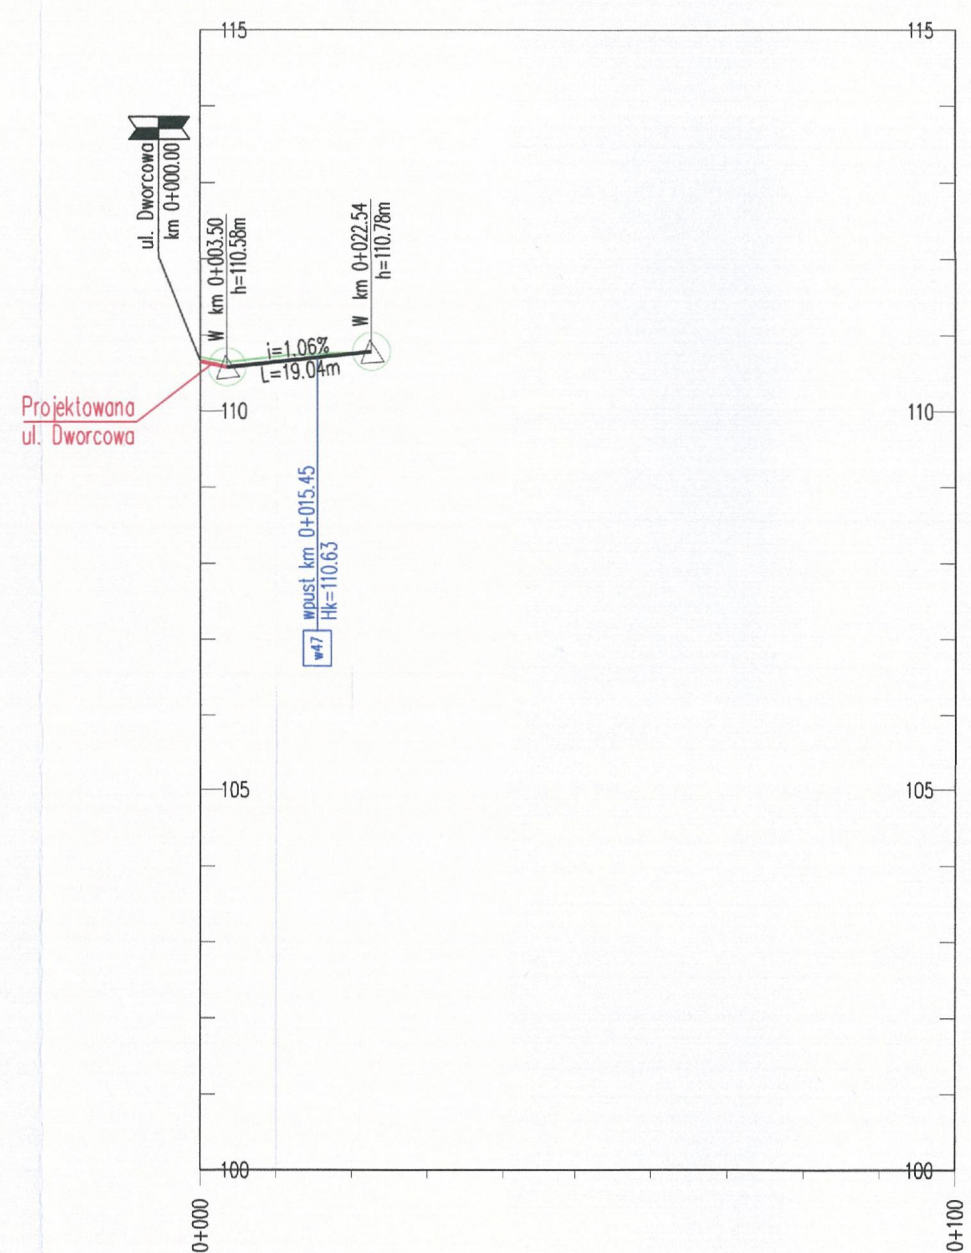 115
115
ul. Dworcowa
km 0+000.00
W km 0+003.50
h=110.58m
W km 0+022.54
h=110.78m
i=1.06%
L=19.04m
Projektowana
ul. Dworcowa
110
110
wpust km 0+015.45
Hk=110.63
w47
105
105
100
100
0+000
0+100